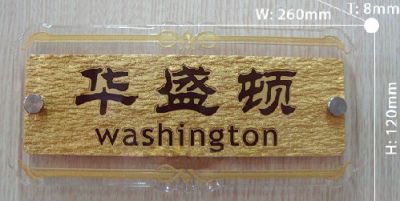 W: 260mm
T: 8mm
华盛顿
washington
H: 120mm